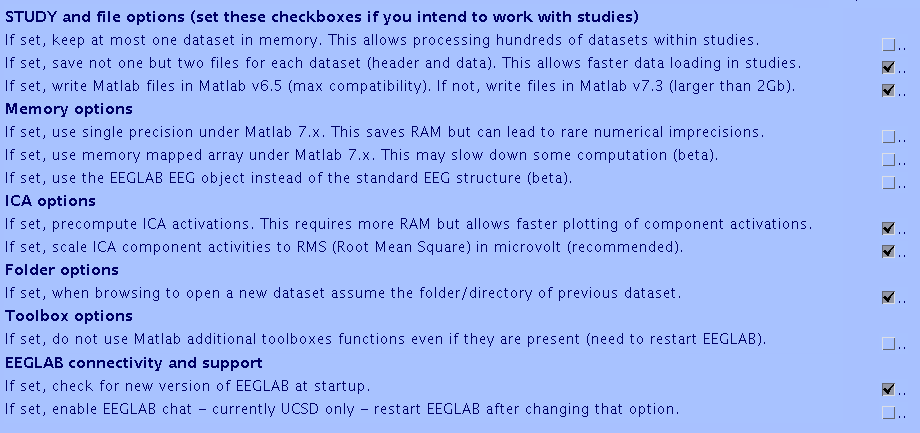 STUDY and file options (set these checkboxes if you intend to work with studies)
If set, keep at most one dataset in memory. This allows processing hundreds of datasets within studies. ..
If set, save not one but two files for each dataset (header and data). This allows faster data loading in studies. ..
If set, write Matlab files in Matlab v6.5 (max compatibility). If not, write files in Matlab v7.3 (larger than 2Gb). ..
Memory options
If set, use single precision under Matlab 7.x. This saves RAM but can lead to rare numerical imprecisions. ..
If set, use memory mapped array under Matlab 7.x. This may slow down some computation (beta). ..
If set, use the EEGLAB EEG object instead of the standard EEG structure (beta). ..
ICA options
If set, precompute ICA activations. This requires more RAM but allows faster plotting of component activations. ..
If set, scale ICA component activities to RMS (Root Mean Square) in microvolt (recommended). ..
Folder options
If set, when browsing to open a new dataset assume the folder/directory of previous dataset. ..
Toolbox options
If set, do not use Matlab additional toolboxes functions even if they are present (need to restart EEGLAB). ..
EEGLAB connectivity and support
If set, check for new version of EEGLAB at startup. ..
If set, enable EEGLAB chat – currently UCSD only – restart EEGLAB after changing that option. ..